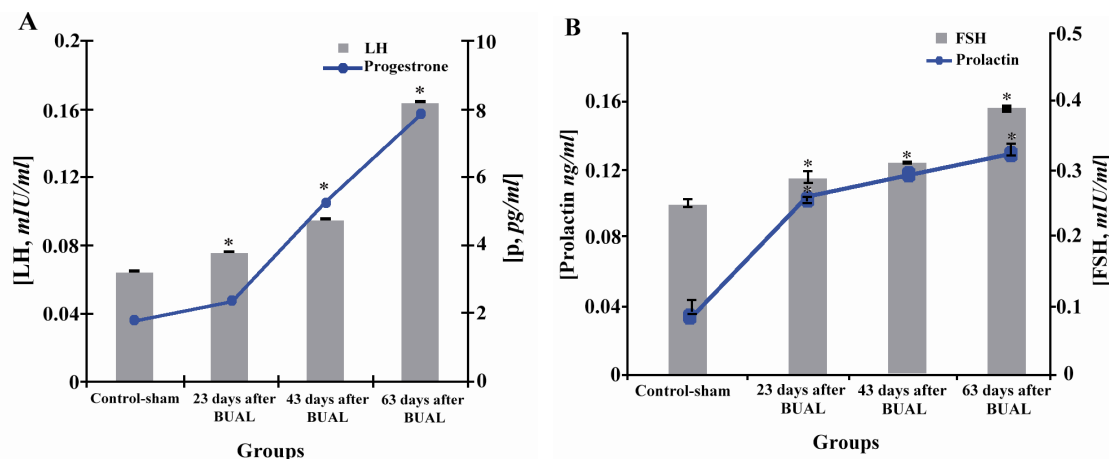 A
LH
Progestrone
[LH, mIU/ml]
0.2
0.16
0.12
0.08
0.04
0
10
8
6
4
2
0
[p, pg/ml]
*
*
*
Control-sham
23 days after
BUAL
43 days after
BUAL
63 days after
BUAL
Groups
B
FSH
Prolactin
[Prolactin ng/ml]
0.16
0.12
0.08
0.04
0
0.5
0.4
0.3
0.2
0.1
0
[FSH, mIU/ml]
*
*
*
*
*
Control-sham
23 days after
BUAL
43 days after
BUAL
63 days after
BUAL
Groups